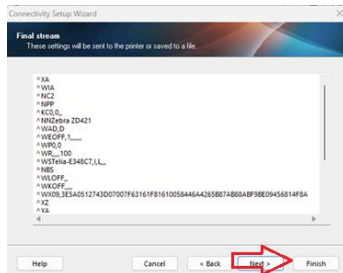 Connectivity Setup Wizard
Final stream
These settings will be sent to the printer or saved to a file.
^XA
^WIA
^NC2
^NPP
^KC0,0,,
^NNZebra ZD421
^WAD,D
^WEOFF,1,,,,,,
^WP0,0
^WR,,,,100
^WSTelia-E348C7,I,L,,
^NBS
^WLOFF,,
^WKOFF,,,,
^WX09,3E5A0512743D07007F63161F81610058446A4265B87AB88ABF9BE09456814F8A
^XZ
^XA
Help
Cancel
< Back
Next >
Finish